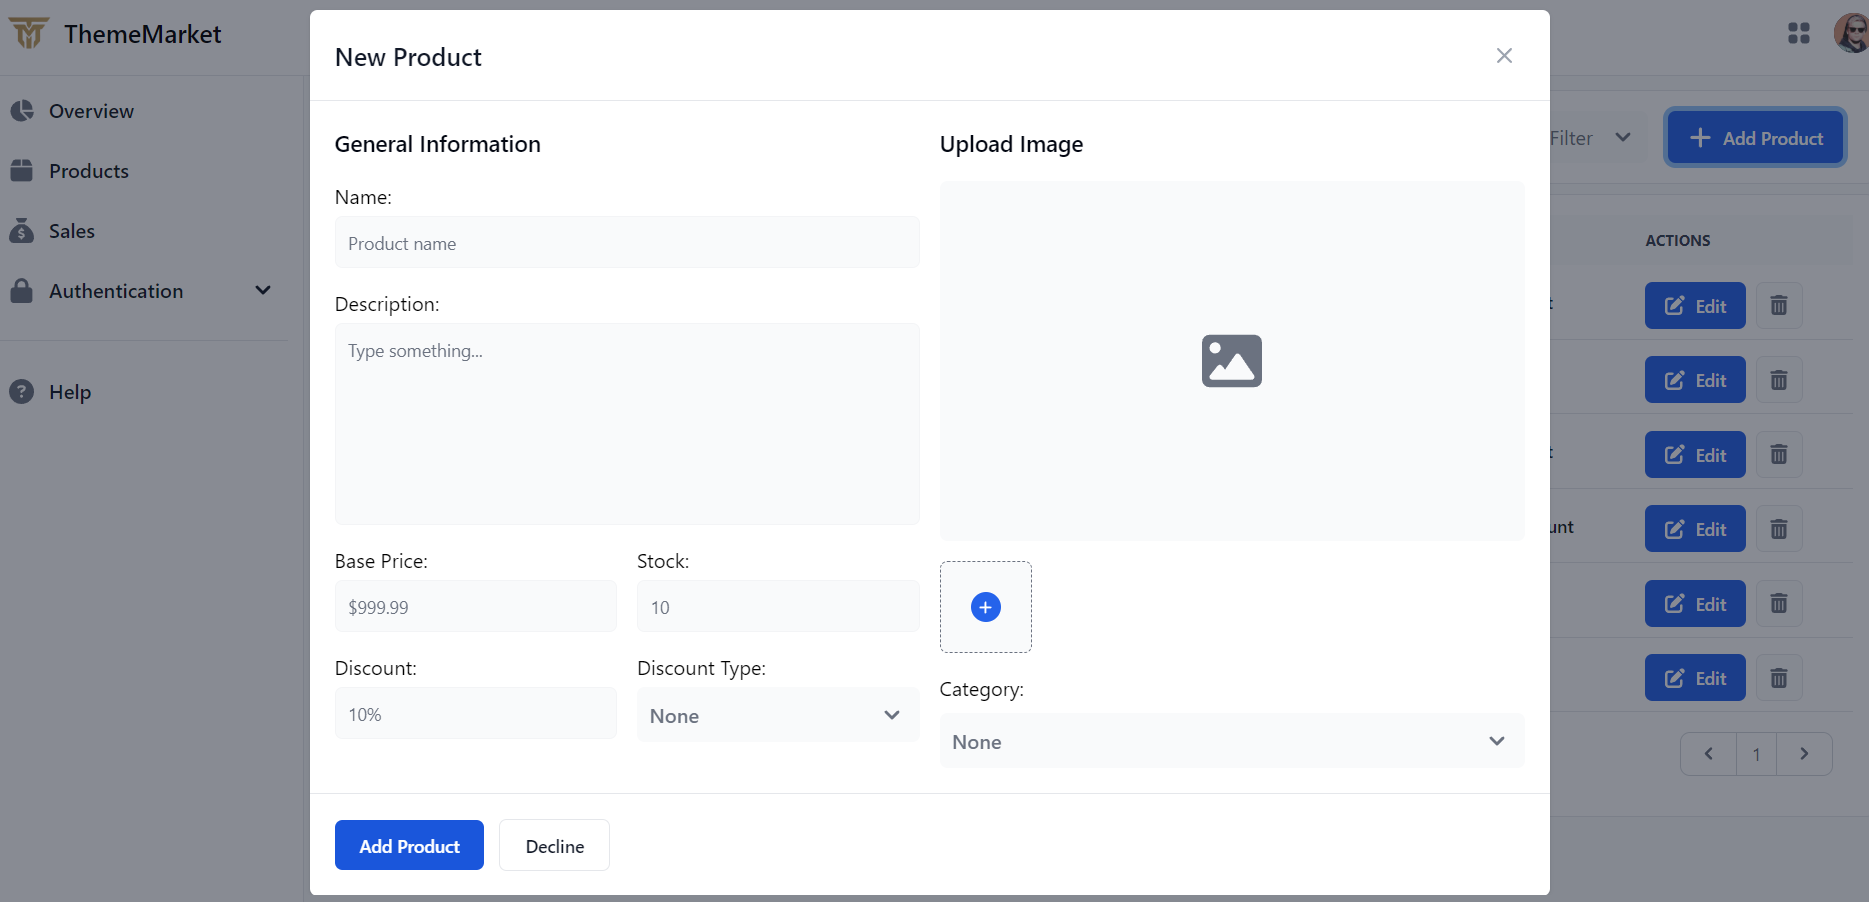 ThemeMarket
Overview
Products
Sales
Authentication
Help
New Product
General Information
Name:
Product name
Description:
Type something...
Base Price:
$999.99
Stock:
10
Discount:
10%
Discount Type:
None
Upload Image
Category:
None
Add Product
Decline
Filter
Add Product
ACTIONS
Edit
Edit
Edit
Edit
Edit
Edit
1